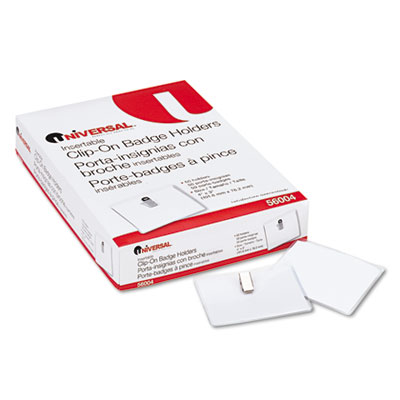 UNIVERSAL
Insertable
Clip-On Badge Holders
Porta-insignias con
broche insertables
Porte-badges à pince
insérables
56004
UNIVERSAL
Insertable
Clip-On Badge Holders
Porta-insignias con broche insertables
Porte-badges à pince insérables
56004